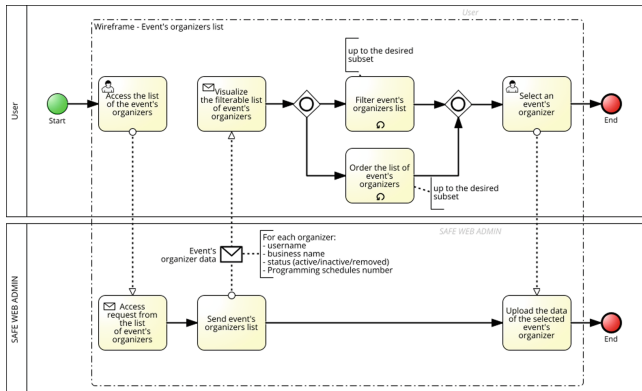 User
Wireframe - Event's organizers list
User
up to the desired
subset
Access the list
of the event's
organizers
Visualize
the filterable list
of event's
organizers
Filter event's
organizers list
Select an
event's
organizer
Start
End
Order the list of
event's
organizers
up to the desired
subset
SAFE WEB ADMIN
SAFE WEB ADMIN
Event's
organizer data
For each organizer:
- username
- business name
- status (active/inactive/removed)
- Programming schedules number
Access
request from
the list
of event's
organizers
Send event's
organizers list
Upload the data
of the selected
event's
organizer
End